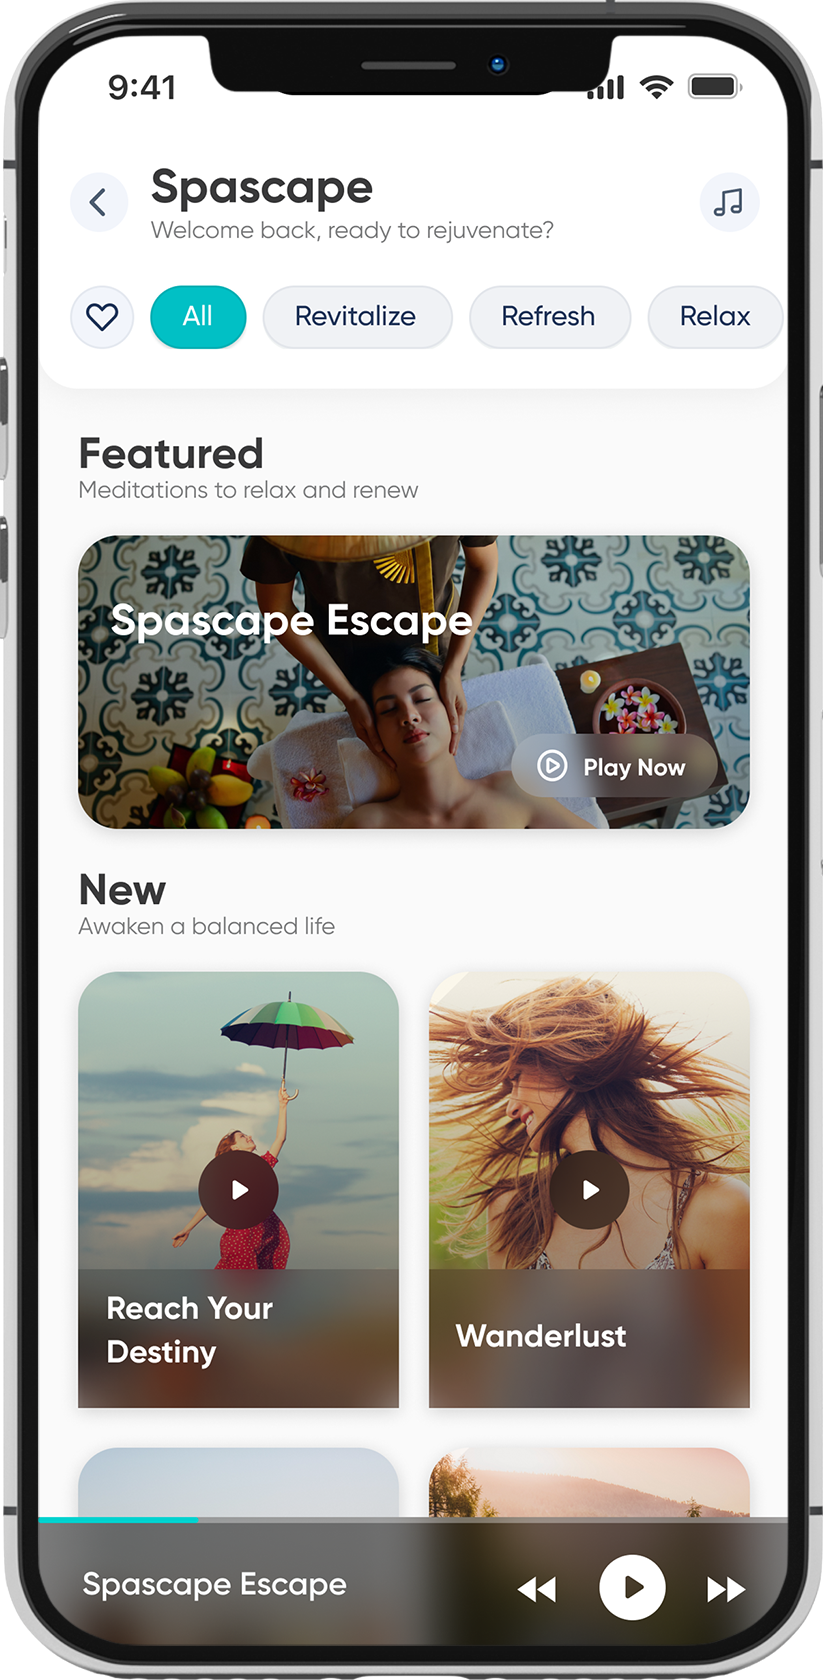 9:41
Spascape
Welcome back, ready to rejuvenate?
All
Revitalize
Refresh
Relax
Featured
Meditations to relax and renew
Spascape Escape
Play Now
New
Awaken a balanced life
Reach Your
Destiny
Wanderlust
Spascape Escape